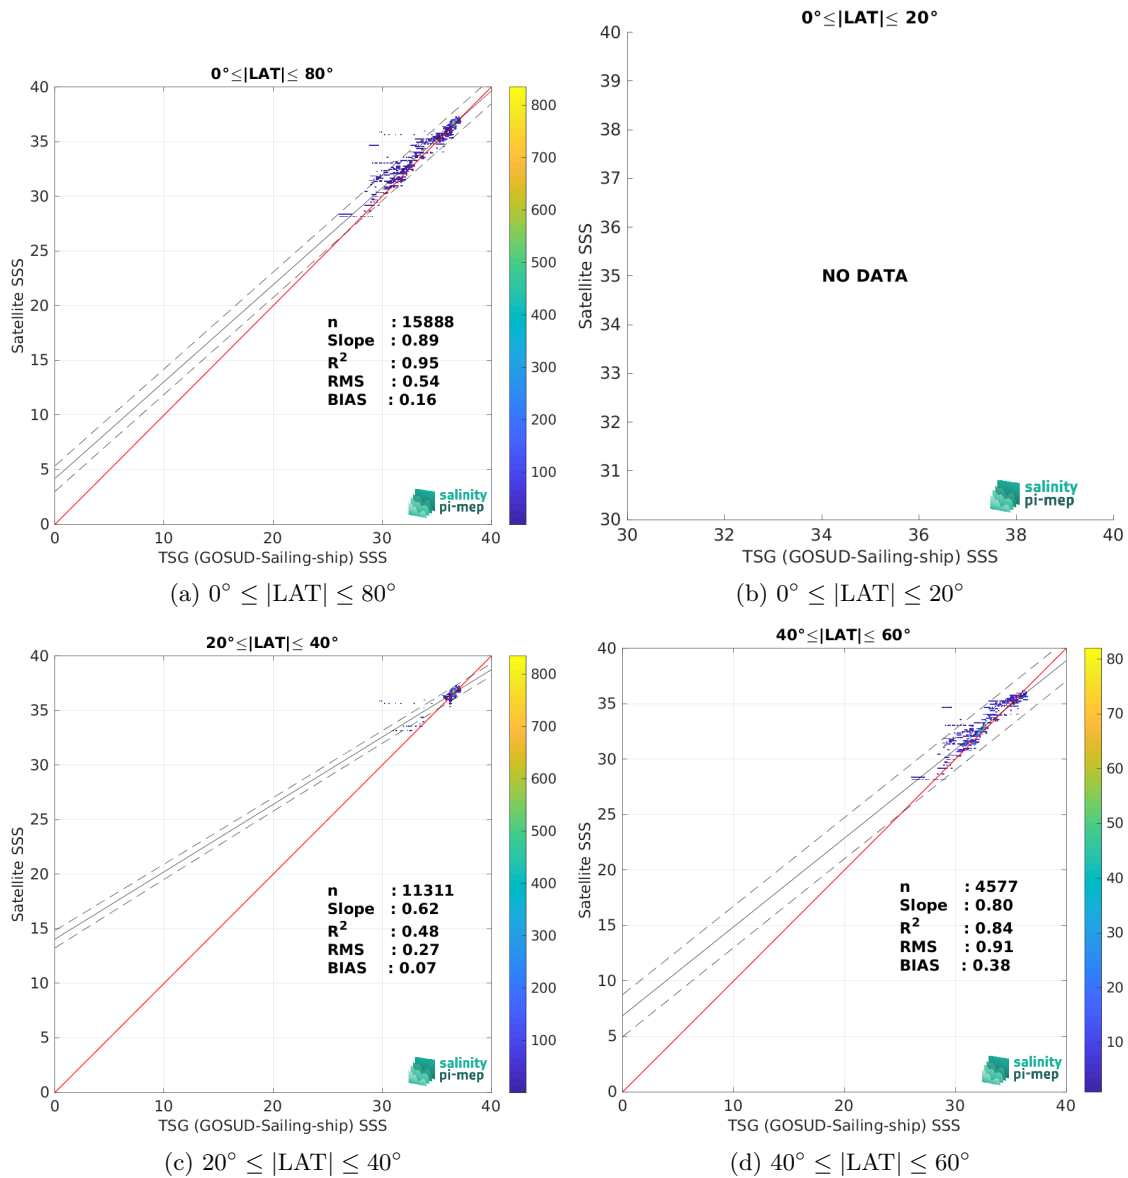 0°≤|LAT|≤ 80°
40
35
30
25
20
15
10
5
0
Satellite SSS
0 10 20 30 40
TSG (GOSUD-Sailing-ship) SSS
n : 15888
Slope : 0.89
R² : 0.95
RMS : 0.54
BIAS : 0.16
salinity
pi-mep
800
700
600
500
400
300
200
100
(a) 0° ≤ |LAT| ≤ 80°
0°≤|LAT|≤ 20°
40
39
38
37
36
35
34
33
32
31
30
Satellite SSS
NO DATA
salinity
pi-mep
30 32 34 36 38 40
TSG (GOSUD-Sailing-ship) SSS
(b) 0° ≤ |LAT| ≤ 20°
20°≤|LAT|≤ 40°
40
35
30
25
20
15
10
5
0
Satellite SSS
n : 11311
Slope : 0.62
R² : 0.48
RMS : 0.27
BIAS : 0.07
salinity
pi-mep
0 10 20 30 40
TSG (GOSUD-Sailing-ship) SSS
800
700
600
500
400
300
200
100
(c) 20° ≤ |LAT| ≤ 40°
40°≤|LAT|≤ 60°
40
35
30
25
20
15
10
5
0
Satellite SSS
n : 4577
Slope : 0.80
R² : 0.84
RMS : 0.91
BIAS : 0.38
salinity
pi-mep
0 10 20 30 40
TSG (GOSUD-Sailing-ship) SSS
80
70
60
50
40
30
20
10
(d) 40° ≤ |LAT| ≤ 60°